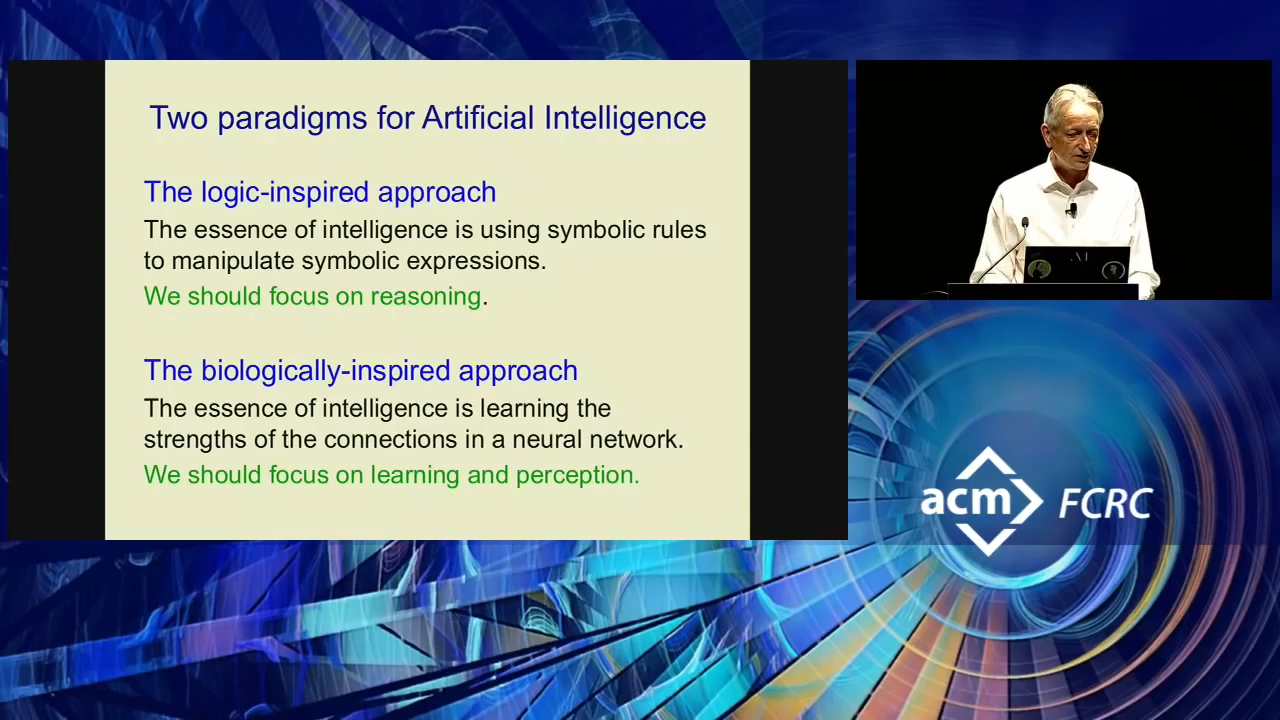 Two paradigms for Artificial Intelligence
The logic-inspired approach
The essence of intelligence is using symbolic rules
to manipulate symbolic expressions.
We should focus on reasoning.
The biologically-inspired approach
The essence of intelligence is learning the
strengths of the connections in a neural network.
We should focus on learning and perception.
acm FCRC